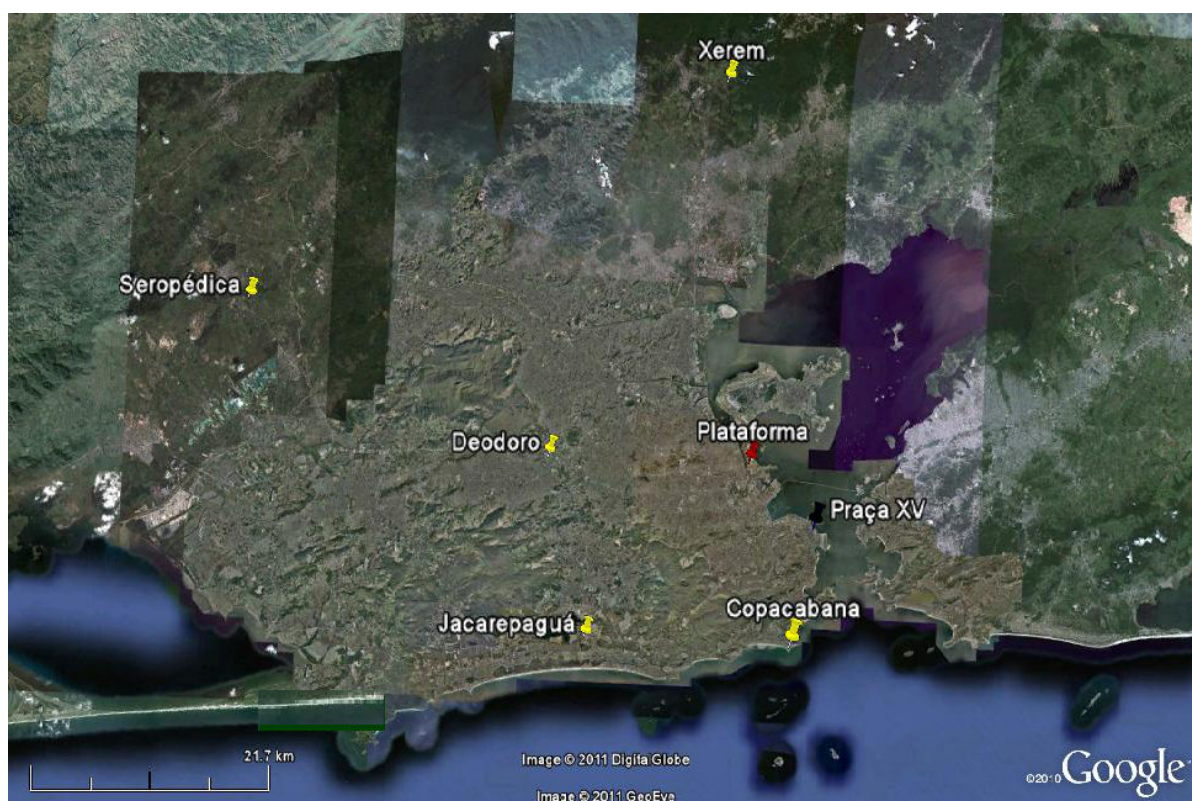 Xerem
Seropédica
Deodoro
Plataforma
Praça XV
Jacarepaguá
Copacabana
21.7 km
Image © 2011 DigitalGlobe
©2010 Google
Image © 2011 GeoEye